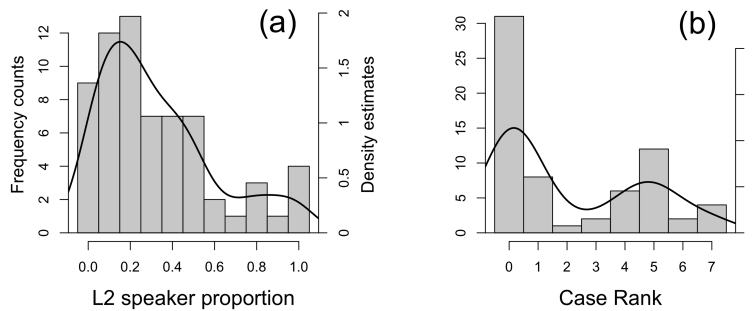 (a)
Frequency counts
0 2 4 6 8 10 12
0 0.5 1 1.5 2
Density estimates
0.0 0.2 0.4 0.6 0.8 1.0
L2 speaker proportion
(b)
0 5 10 15 20 25 30
0 1 2 3 4 5 6 7
Case Rank